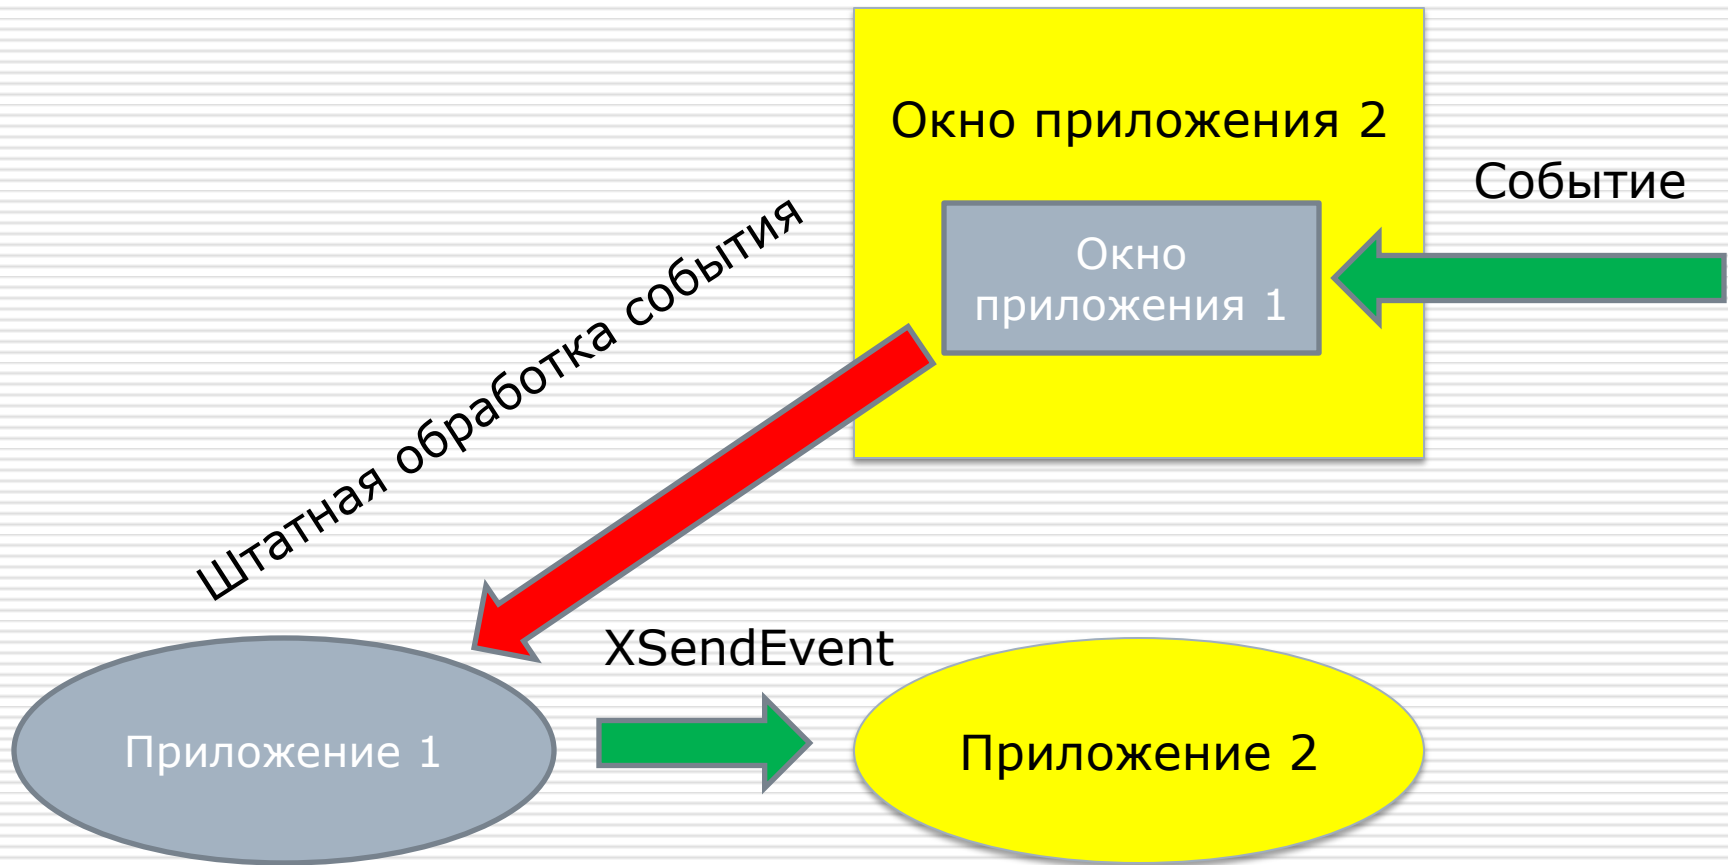 Окно приложения 2
Событие
Окно
приложения 1
Штатная обработка события
XSendEvent
Приложение 1
Приложение 2